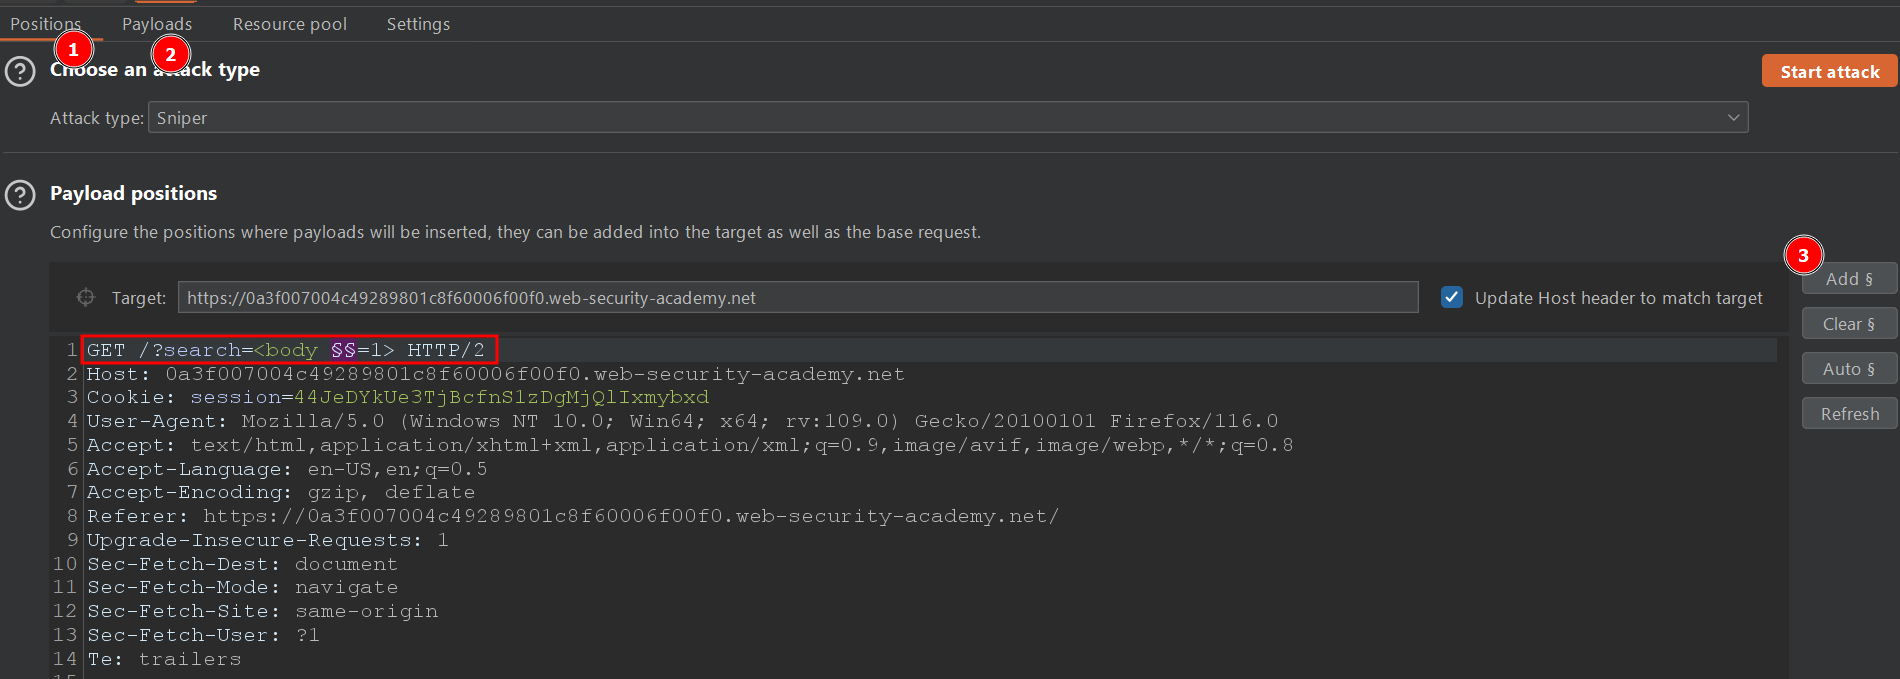 Positions Payloads Resource pool Settings
1 2
Choose an attack type
Start attack
Attack type: Sniper
Payload positions
Configure the positions where payloads will be inserted, they can be added into the target as well as the base request.
3
Add §
Target: https://0a3f007004c49289801c8f60006f00f0.web-security-academy.net Update Host header to match target
Clear §
Auto §
Refresh
1 GET /?search=<body §§=1> HTTP/2
2 Host: 0a3f007004c49289801c8f60006f00f0.web-security-academy.net
3 Cookie: session=44JeDYkUe3TjBcfnSlzDgMjQlIxmybxd
4 User-Agent: Mozilla/5.0 (Windows NT 10.0; Win64; x64; rv:109.0) Gecko/20100101 Firefox/116.0
5 Accept: text/html,application/xhtml+xml,application/xml;q=0.9,image/avif,image/webp,*/*;q=0.8
6 Accept-Language: en-US,en;q=0.5
7 Accept-Encoding: gzip, deflate
8 Referer: https://0a3f007004c49289801c8f60006f00f0.web-security-academy.net/
9 Upgrade-Insecure-Requests: 1
10 Sec-Fetch-Dest: document
11 Sec-Fetch-Mode: navigate
12 Sec-Fetch-Site: same-origin
13 Sec-Fetch-User: ?1
14 Te: trailers